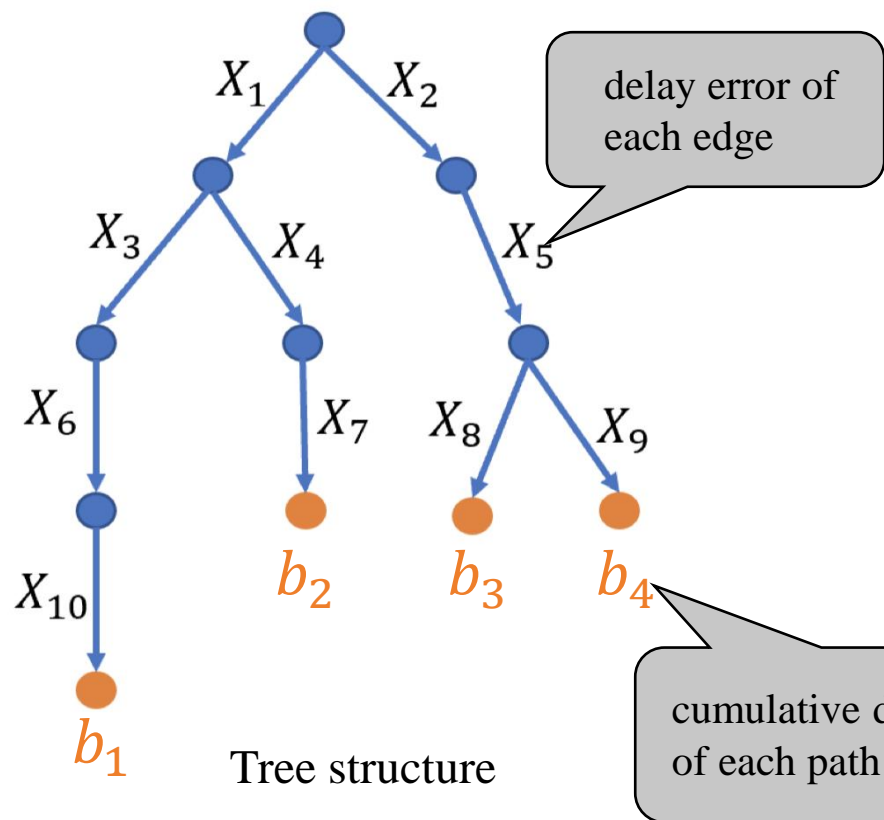 X₁
X₂
delay error of
each edge
X₃
X₄
X₅
X₆
X₇
X₈
X₉
b₂
b₃
b₄
X₁₀
cumulative
of each path
b₁
Tree structure